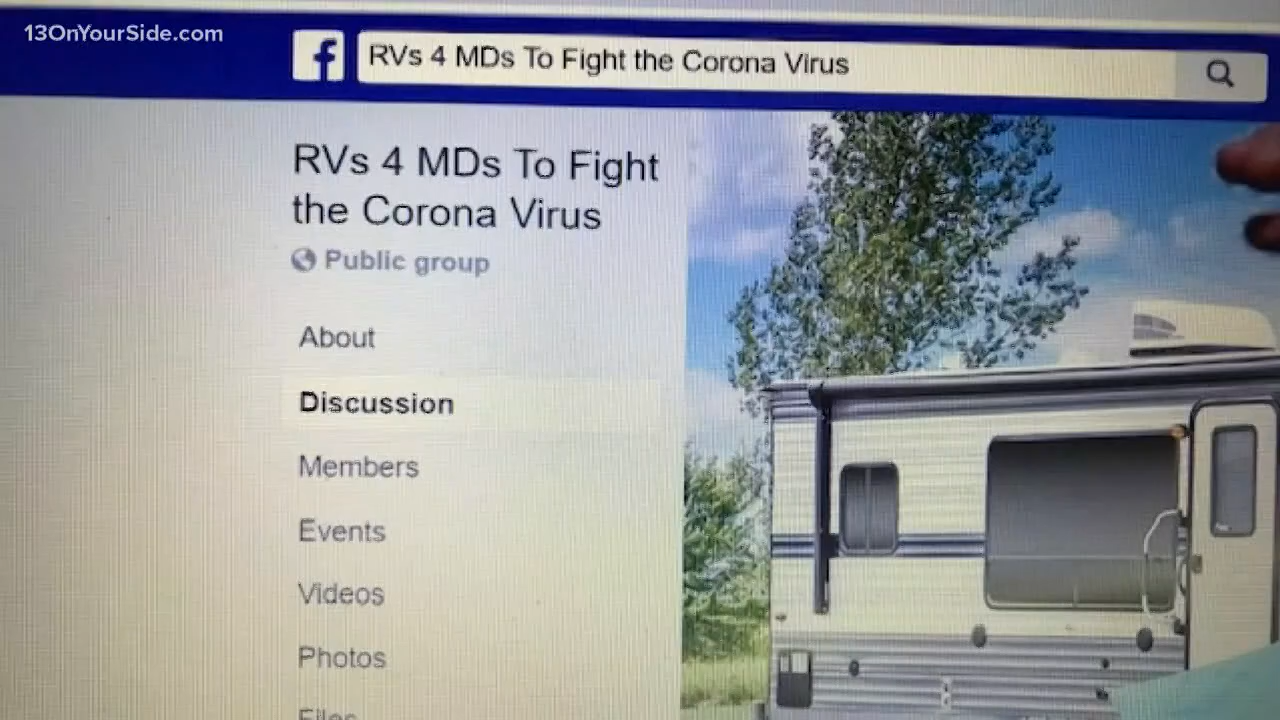 13OnYourSide.com
f RVs 4 MDs To Fight the Corona Virus
RVs 4 MDs To Fight
the Corona Virus
Public group
About
Discussion
Members
Events
Videos
Photos
Files